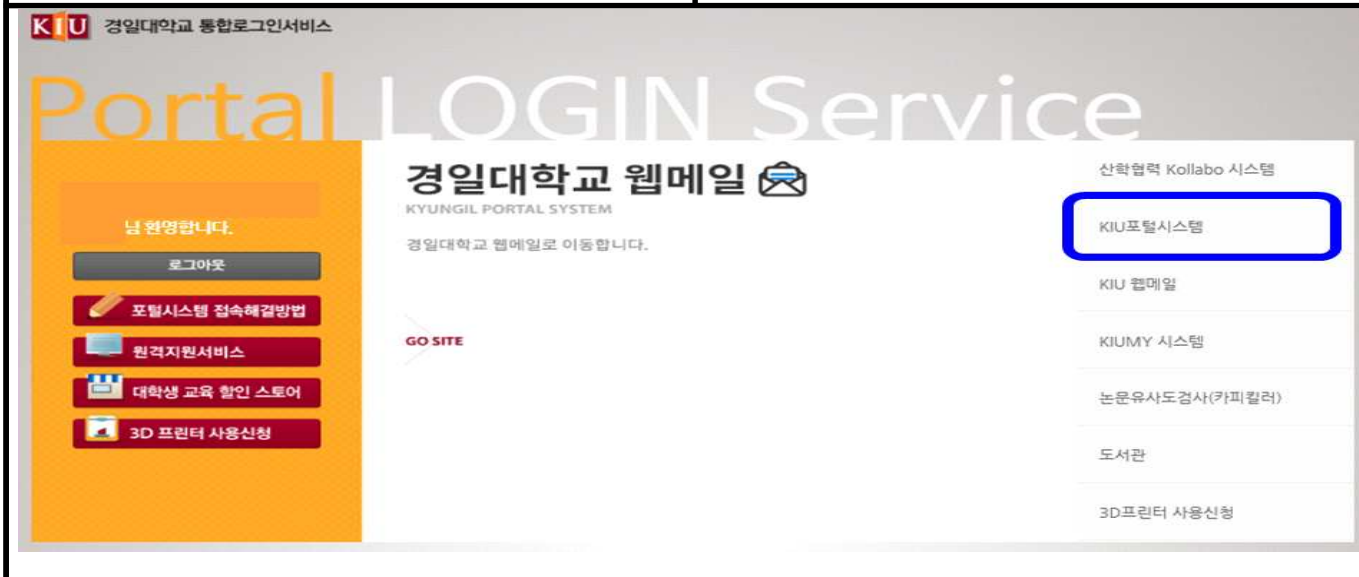 KIU 경일대학교 통합로그인서비스
Portal LOGIN Service
님 환영합니다.
로그아웃
포털시스템 접속해결방법
원격지원서비스
대학생 교육 할인 스토어
3D 프린터 사용신청
경일대학교 웹메일
KYUNGIL PORTAL SYSTEM
경일대학교 웹메일로 이동합니다.
GO SITE
산학협력 Kollabo 시스템
KIU포털시스템
KIU 웹메일
KIUMY 시스템
논문유사도검사(카피킬러)
도서관
3D프린터 사용신청